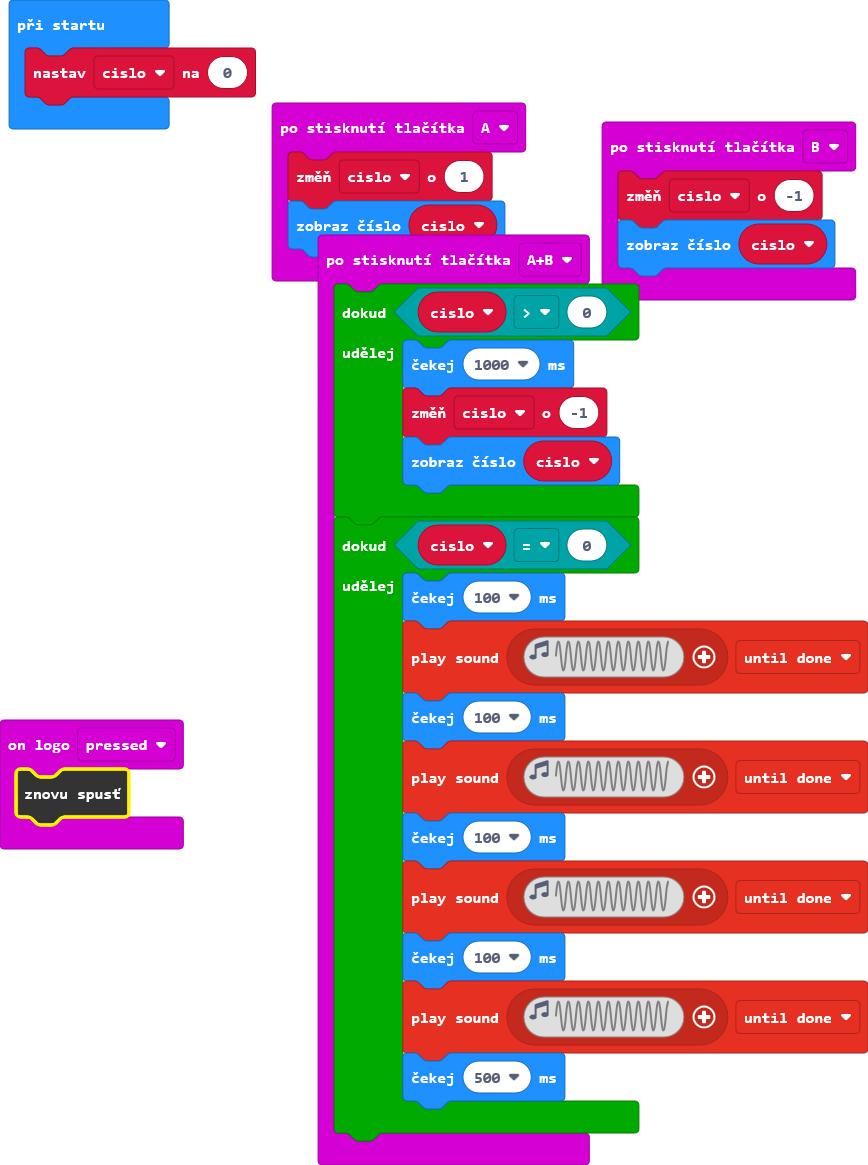 při startu
nastav cislo na 0
po stisknutí tlačítka A
změň cislo o 1
zobraz číslo cislo
po stisknutí tlačítka B
změň cislo o -1
zobraz číslo cislo
po stisknutí tlačítka A+B
dokud cislo > 0
udělej
čekej 1000 ms
změň cislo o -1
zobraz číslo cislo
dokud cislo = 0
udělej
čekej 100 ms
play sound until done
čekej 100 ms
play sound until done
čekej 100 ms
play sound until done
čekej 100 ms
play sound until done
čekej 500 ms
on logo pressed
znovu spusť